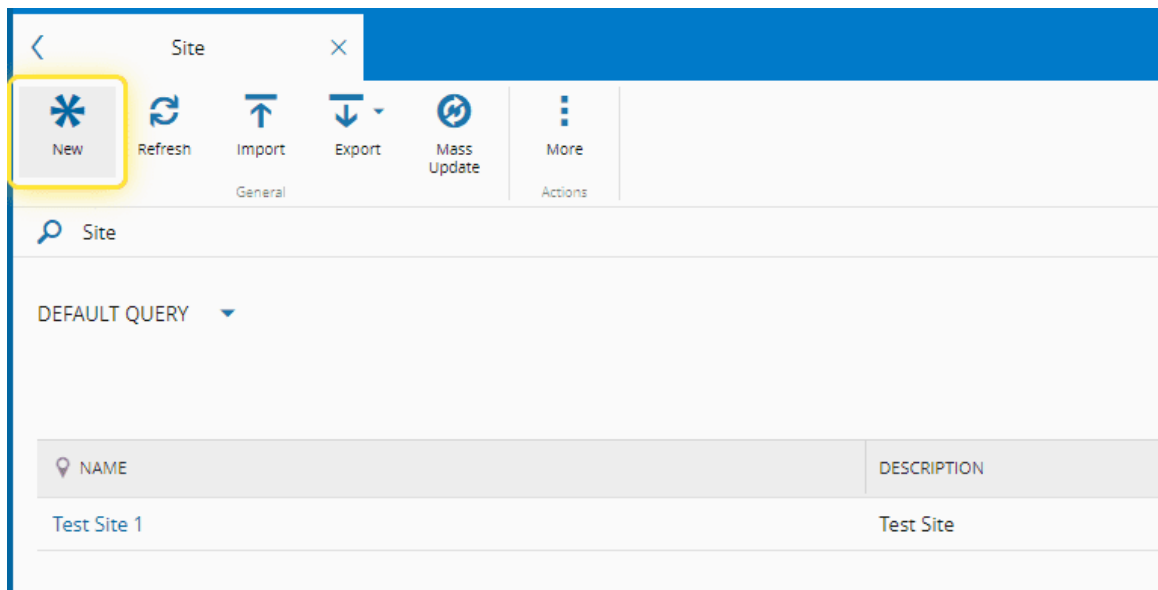 Site
New
Refresh
Import
Export
Mass
Update
More
General
Actions
Site
DEFAULT QUERY
NAME
DESCRIPTION
Test Site 1
Test Site